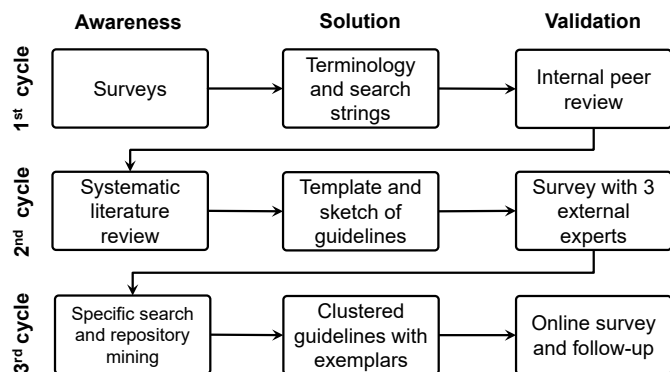 Awareness
Solution
Validation
1st cycle
Surveys
Terminology
and search
strings
Internal peer
review
2nd cycle
Systematic
literature
review
Template and
sketch of
guidelines
Survey with 3
external
experts
3rd cycle
Specific search
and repository
mining
Clustered
guidelines with
exemplars
Online survey
and follow-up